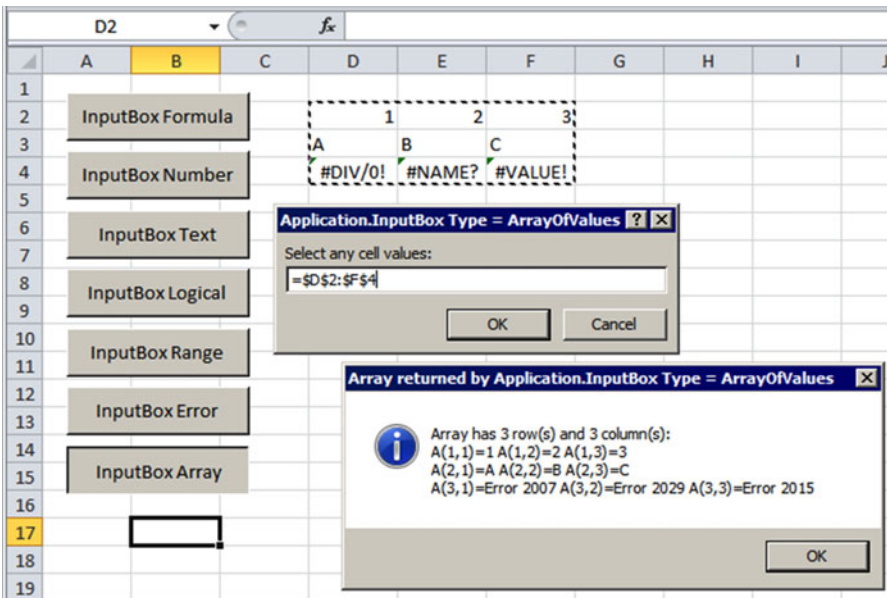 D2 fx
A B C D E F G H I
1
2 InputBox Formula 1 2 3
3 A B C
4 InputBox Number #DIV/0! #NAME? #VALUE!
5
6 InputBox Text Application.InputBox Type = ArrayOfValues ? X
7 Select any cell values:
8 InputBox Logical =$D$2:$F$4
9
OK Cancel
10
11 InputBox Range
Array returned by Application.InputBox Type = ArrayOfValues X
12
13 InputBox Error
Array has 3 row(s) and 3 column(s):
A(1,1)=1 A(1,2)=2 A(1,3)=3
A(2,1)=A A(2,2)=B A(2,3)=C
A(3,1)=Error 2007 A(3,2)=Error 2029 A(3,3)=Error 2015
14
15 InputBox Array
16
17
18 OK
19